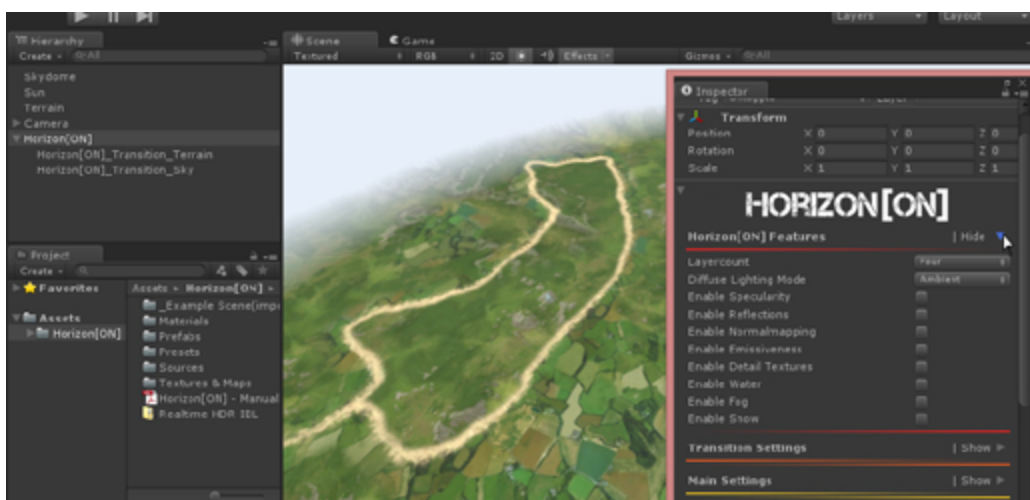 Layers Layout
Hierarchy
Create All
Skydome
Sun
Terrain
Camera
Horizon[ON]
Horizon[ON]_Transition_Terrain
Horizon[ON]_Transition_Sky
Project
Create
Favorites
Assets
Horizon[ON]
Assets Horizon[ON]
_Example Scene(impo
Materials
Prefabs
Presets
Sources
Textures & Maps
Horizon[ON] - Manual
Realtime HDR IBL
Scene Game
Textured RGB 2D Effects Gizmos All
Inspector
Transform
Position X 0 Y 0 Z 0
Rotation X 0 Y 0 Z 0
Scale X 1 Y 1 Z 1
HORIZON[ON]
Horizon[ON] Features | Hide
Layercount Four
Diffuse Lighting Mode Ambient
Enable Specularity
Enable Reflections
Enable Normalmapping
Enable Emissiveness
Enable Detail Textures
Enable Water
Enable Fog
Enable Snow
Transition Settings | Show
Main Settings | Show